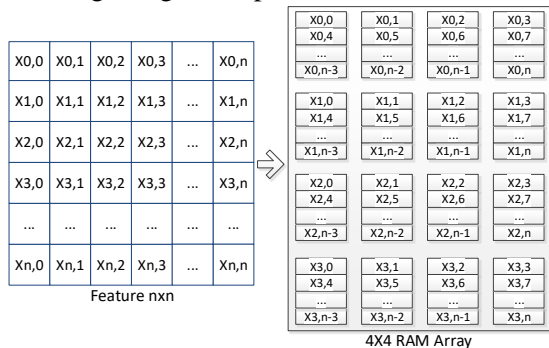 X0,0 X0,1 X0,2 X0,3 ... X0,n
X1,0 X1,1 X1,2 X1,3 ... X1,n
X2,0 X2,1 X2,2 X2,3 ... X2,n
X3,0 X3,1 X3,2 X3,3 ... X3,n
... ... ... ... ... ...
Xn,0 Xn,1 Xn,2 Xn,3 ... Xn,n
Feature nxn
X0,0 X0,1 X0,2 X0,3
X0,4 X0,5 X0,6 X0,7
... ... ... ...
X0,n-3 X0,n-2 X0,n-1 X0,n
X1,0 X1,1 X1,2 X1,3
X1,4 X1,5 X1,6 X1,7
... ... ... ...
X1,n-3 X1,n-2 X1,n-1 X1,n
X2,0 X2,1 X2,2 X2,3
X2,4 X2,5 X2,6 X2,7
... ... ... ...
X2,n-3 X2,n-2 X2,n-1 X2,n
X3,0 X3,1 X3,2 X3,3
X3,4 X3,5 X3,6 X3,7
... ... ... ...
X3,n-3 X3,n-2 X3,n-1 X3,n
4X4 RAM Array